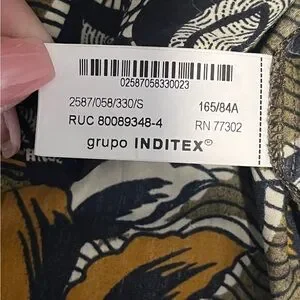 02587058330023
2587/058/330/S 165/84A
RUC 80089348-4 RN 77302
grupo INDITEX®